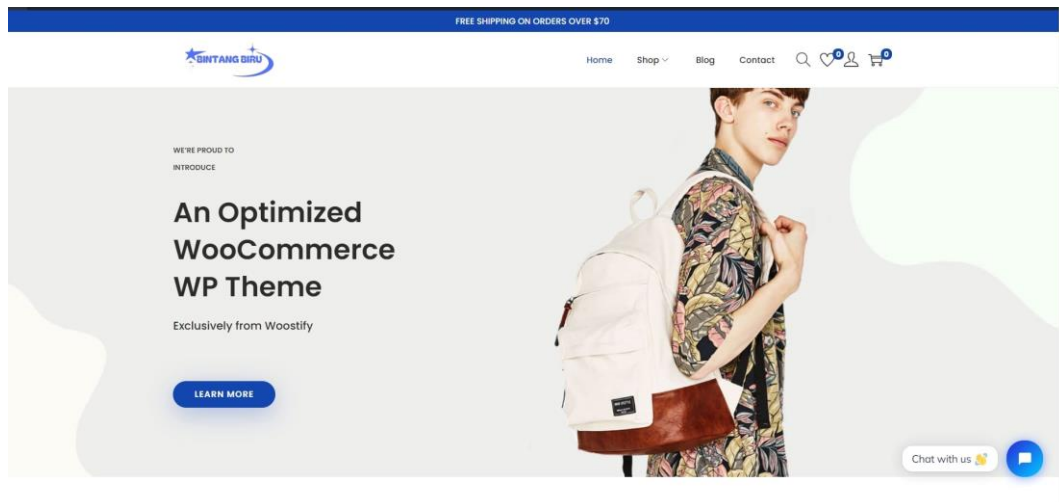 FREE SHIPPING ON ORDERS OVER $70
BINTANG BIRU
Home Shop Blog Contact 0 0
WE'RE PROUD TO
INTRODUCE
An Optimized
WooCommerce
WP Theme
Exclusively from Woostify
LEARN MORE
Chat with us 👋